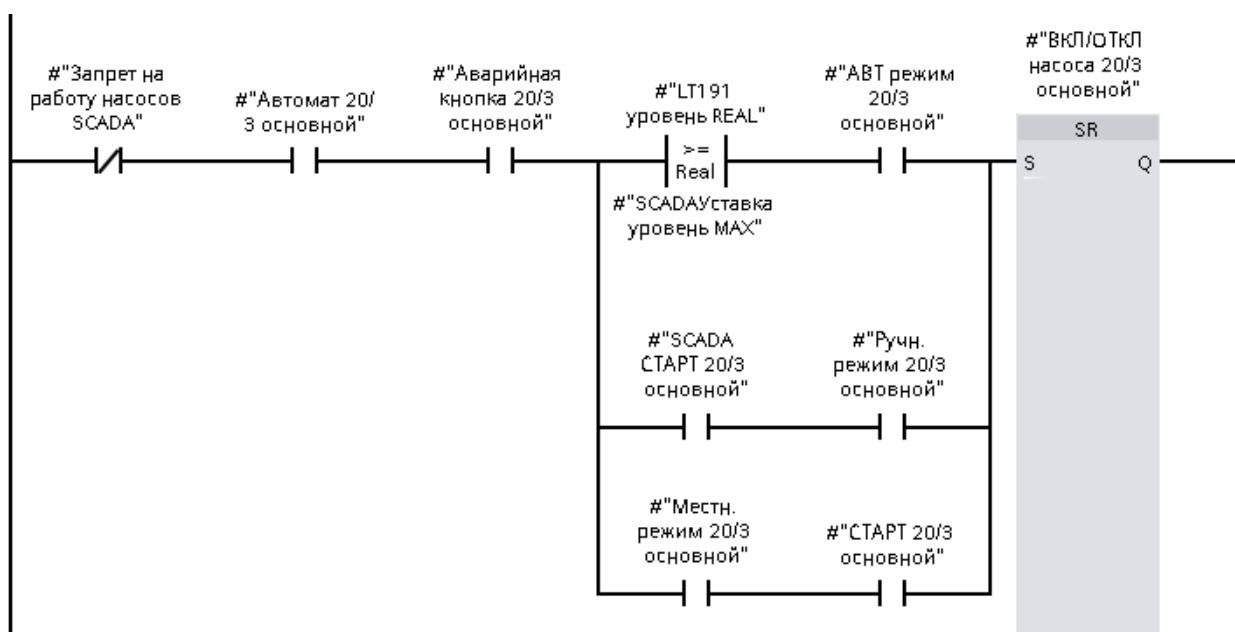 #"Запрет на
работу насосов
SCADA"
#"Автомат 20/
3 основной"
#"Аварийная
кнопка 20/3
основной"
#"LT191
уровень REAL"
>=
Real
#"SCADAУставка
уровень MAX"
#"АВТ режим
20/3
основной"
#"ВКЛ/ОТКЛ
насоса 20/3
основной"
SR
S
Q
#"SCADA
СТАРТ 20/3
основной"
#"Ручн.
режим 20/3
основной"
#"Местн.
режим 20/3
основной"
#"СТАРТ 20/3
основной"